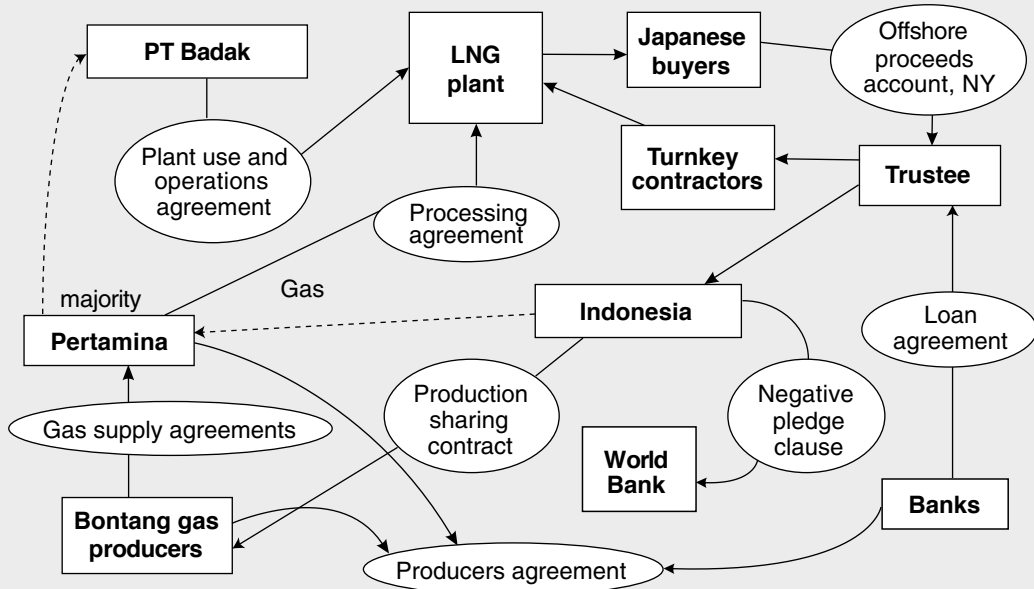 PT Badak
LNG
plant
Japanese
buyers
Offshore
proceeds
account, NY
Plant use and
operations
agreement
Turnkey
contractors
Trustee
Processing
agreement
majority
Gas
Pertamina
Indonesia
Loan
agreement
Gas supply agreements
Production
sharing
contract
Negative
pledge
clause
World
Bank
Bontang gas
producers
Banks
Producers agreement